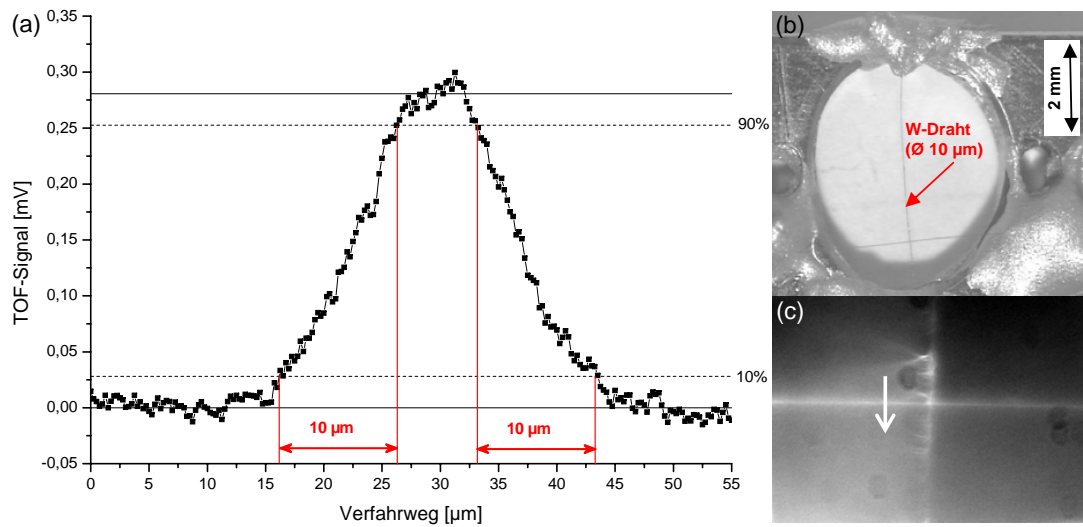 (a)
0,35
0,30
0,25
0,20
0,15
0,10
0,05
0,00
-0,05
TOF-Signal [mV]
90%
10%
10 µm
10 µm
0
5
10
15
20
25
30
35
40
45
50
55
Verfahrweg [µm]
(b)
2 mm
W-Draht
(Ø 10 µm)
(c)